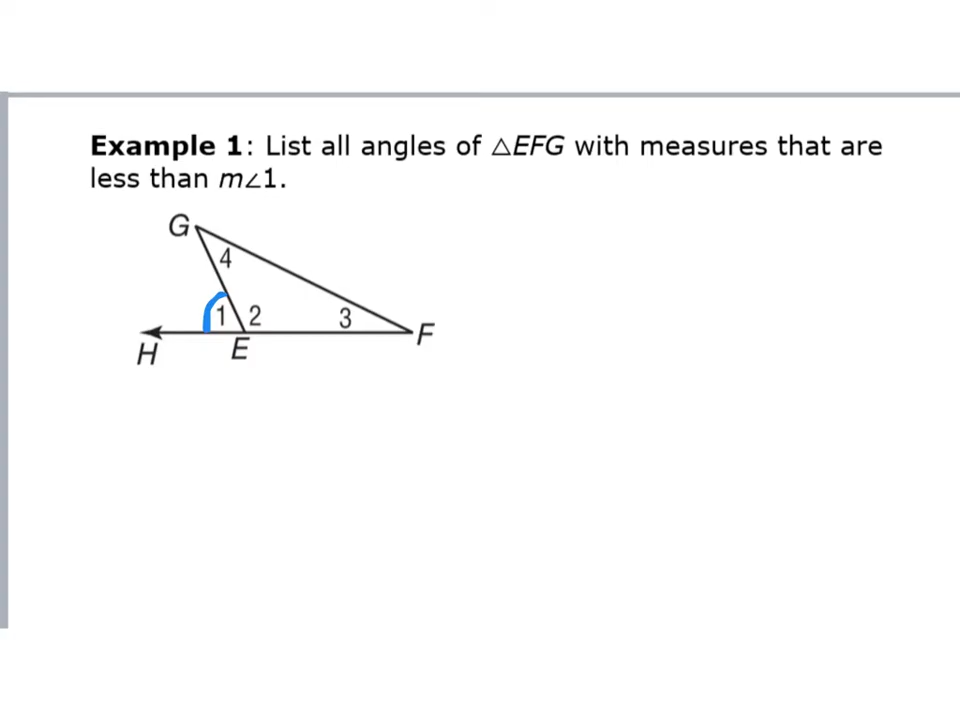 Example 1: List all angles of △EFG with measures that are
less than m∠1.
G
4
1 2 3
H E F